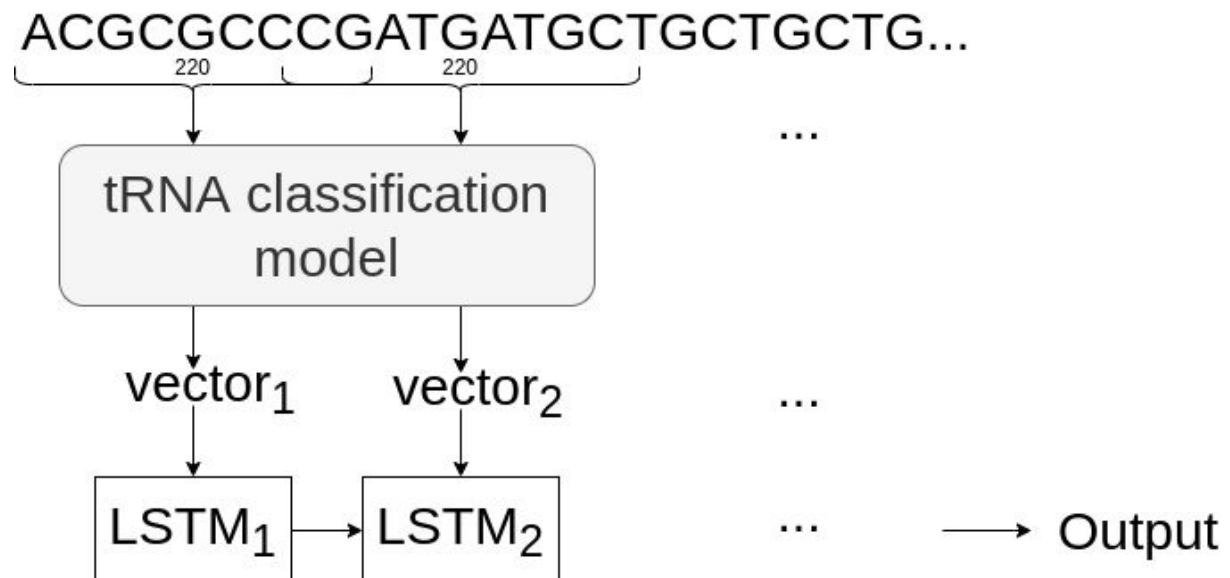 ACGCGCCCGATGATGCTGCTGCTG...
220 220
...
tRNA classification
model
vector1 vector2 ...
LSTM1 LSTM2 ... Output